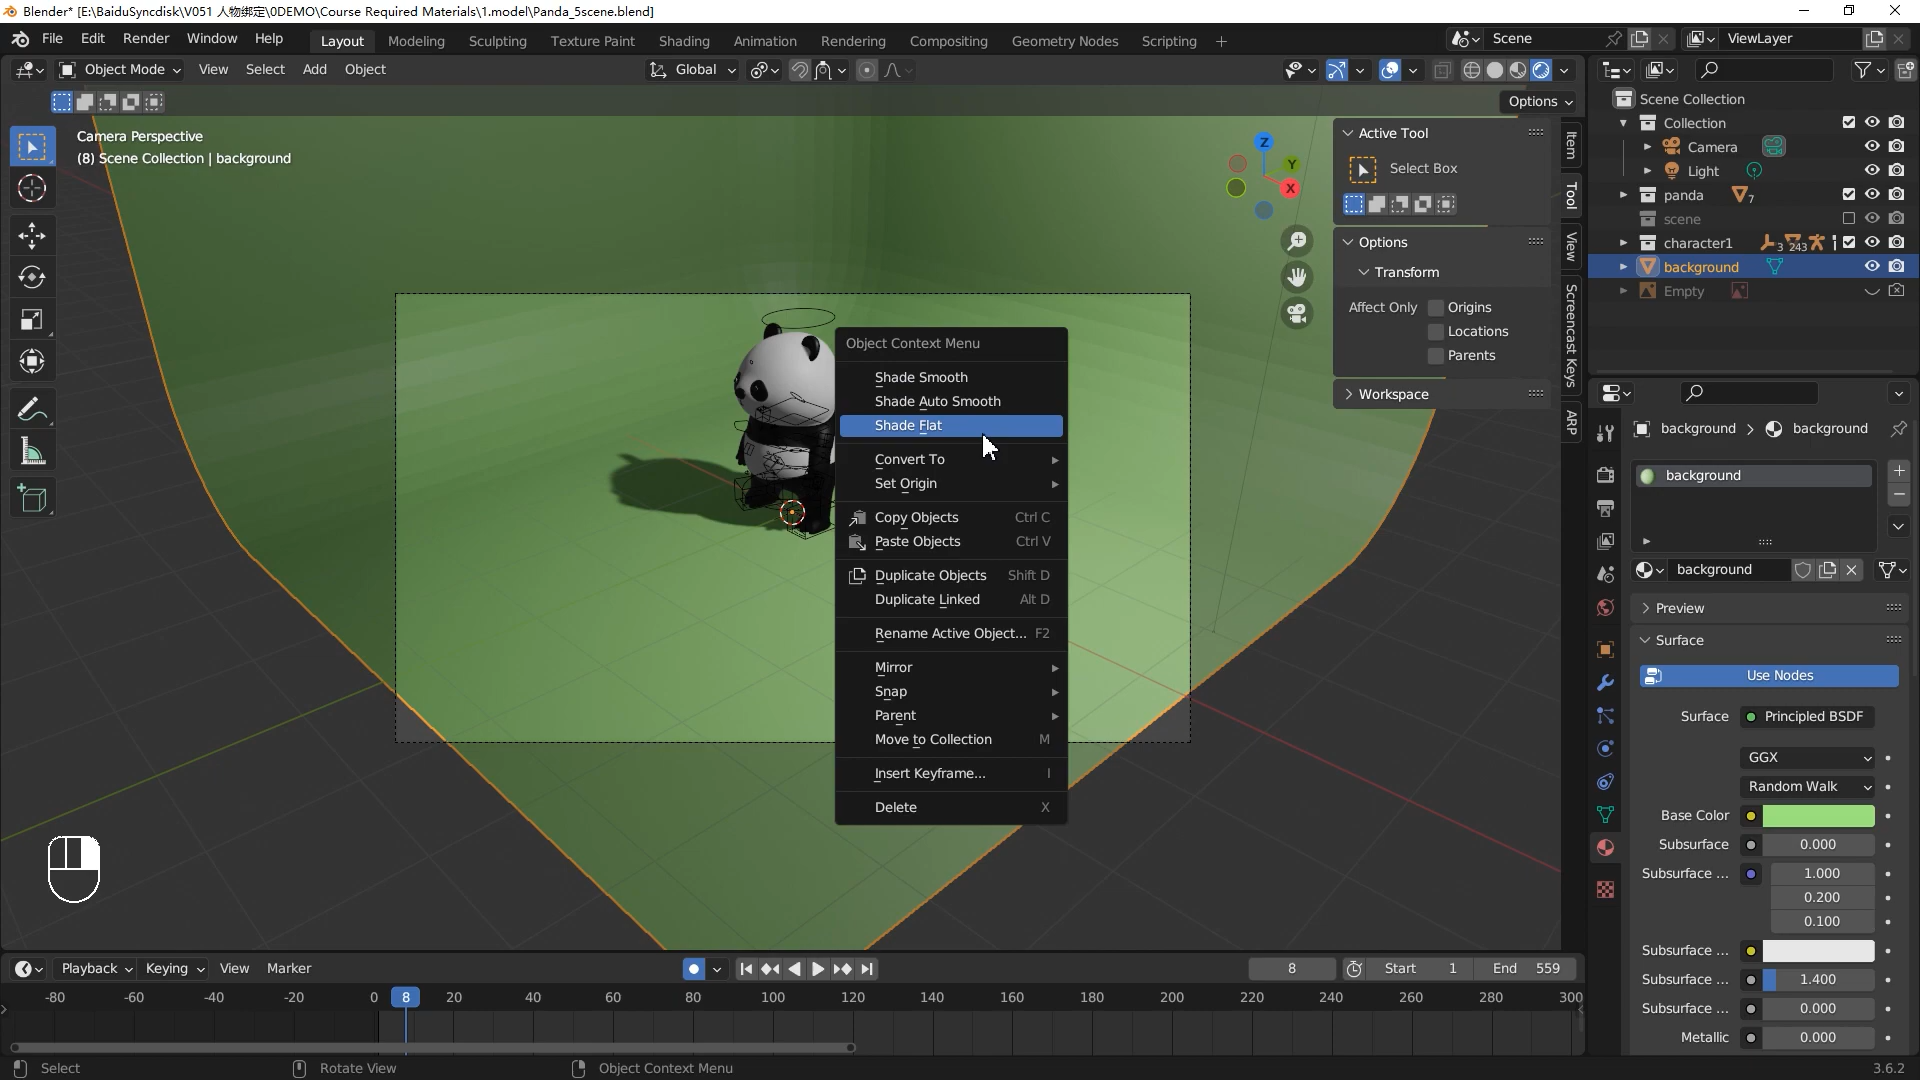 Blender* [E:\BaiduSyncdisk\V051 人物绑定\0DEMO\Course Required Materials\1.model\Panda_5scene.blend]
File Edit Render Window Help Layout Modeling Sculpting Texture Paint Shading Animation Rendering Compositing Geometry Nodes Scripting + Scene ViewLayer
Object Mode View Select Add Object Global
Options
Camera Perspective
(8) Scene Collection | background
Z
Y
X
Active Tool
Select Box
Options
Transform
Affect Only Origins
Locations
Parents
Workspace
Item
Tool
View
Screencast Keys
ARP
Scene Collection
Collection
Camera
Light
panda 7
scene
character1 3 243
background
Empty
Object Context Menu
Shade Smooth
Shade Auto Smooth
Shade Flat
Convert To
Set Origin
Copy Objects Ctrl C
Paste Objects Ctrl V
Duplicate Objects Shift D
Duplicate Linked Alt D
Rename Active Object... F2
Mirror
Snap
Parent
Move to Collection M
Insert Keyframe... I
Delete X
background > background
background
background
Preview
Surface
Use Nodes
Surface Principled BSDF
GGX
Random Walk
Base Color
Subsurface 0.000
Subsurface ... 1.000
0.200
0.100
Subsurface ...
Subsurface ... 1.400
Subsurface ... 0.000
Metallic 0.000
Playback Keying View Marker 8 Start 1 End 559
-80 -60 -40 -20 0 8 20 40 60 80 100 120 140 160 180 200 220 240 260 280 300
Select Rotate View Object Context Menu 3.6.2